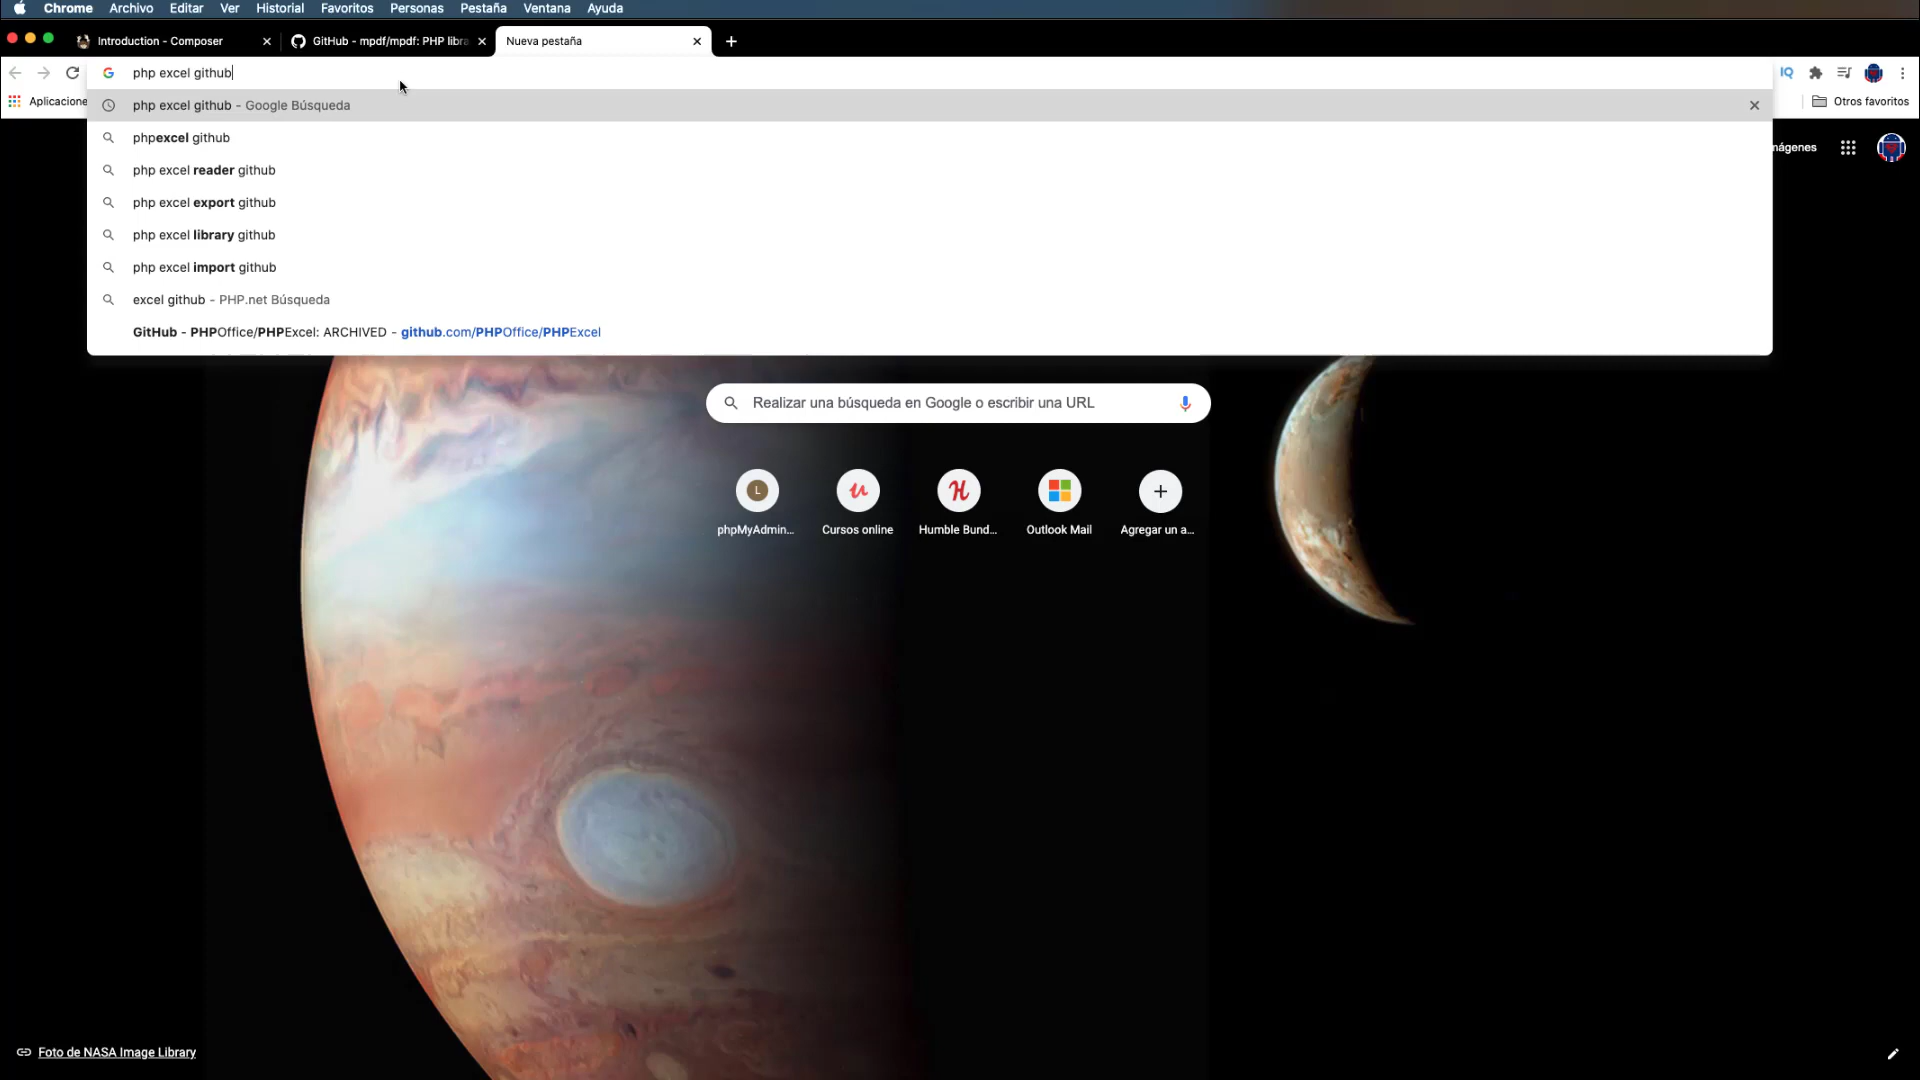 Chrome Archivo Editar Ver Historial Favoritos Personas Pestaña Ventana Ayuda
Introduction - Composer
GitHub - mpdf/mpdf: PHP libra
Nueva pestaña
php excel github
IQ
Aplicacione
Otros favoritos
php excel github - Google Búsqueda
phpexcel github
php excel reader github
php excel export github
php excel library github
php excel import github
excel github - PHP.net Búsqueda
GitHub - PHPOffice/PHPExcel: ARCHIVED - github.com/PHPOffice/PHPExcel
mágenes
Realizar una búsqueda en Google o escribir una URL
L
phpMyAdmin...
Cursos online
Humble Bund...
Outlook Mail
Agregar un a...
Foto de NASA Image Library